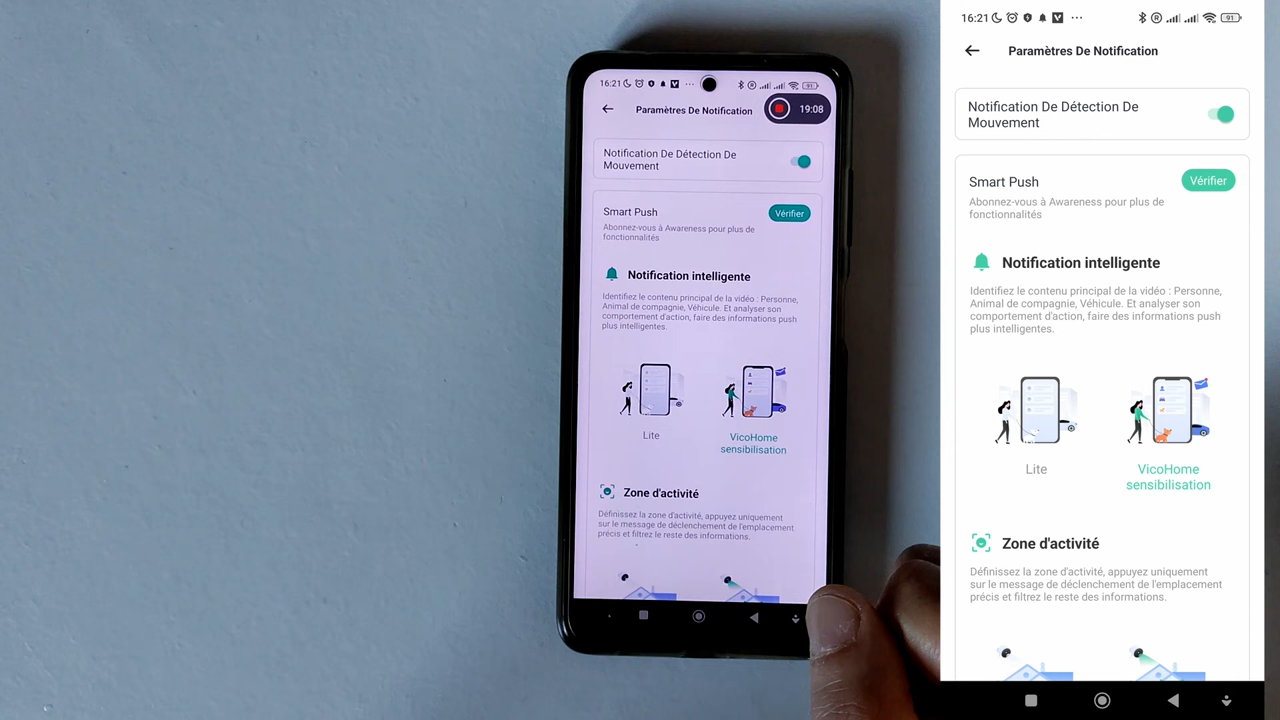 16:21
19:08
Paramètres De Notification
Notification De Détection De
Mouvement
Smart Push
Vérifier
Abonnez-vous à Awareness pour plus de
fonctionnalités
Notification intelligente
Identifiez le contenu principal de la vidéo : Personne,
Animal de compagnie, Véhicule. Et analyser son
comportement d'action, faire des informations push
plus intelligentes.
Lite
VicoHome
sensibilisation
Zone d'activité
Définissez la zone d'activité, appuyez uniquement
sur le message de déclenchement de l'emplacement
précis et filtrez le reste des informations.
16:21
91
Paramètres De Notification
Notification De Détection De
Mouvement
Smart Push
Vérifier
Abonnez-vous à Awareness pour plus de
fonctionnalités
Notification intelligente
Identifiez le contenu principal de la vidéo : Personne,
Animal de compagnie, Véhicule. Et analyser son
comportement d'action, faire des informations push
plus intelligentes.
Lite
VicoHome
sensibilisation
Zone d'activité
Définissez la zone d'activité, appuyez uniquement
sur le message de déclenchement de l'emplacement
précis et filtrez le reste des informations.